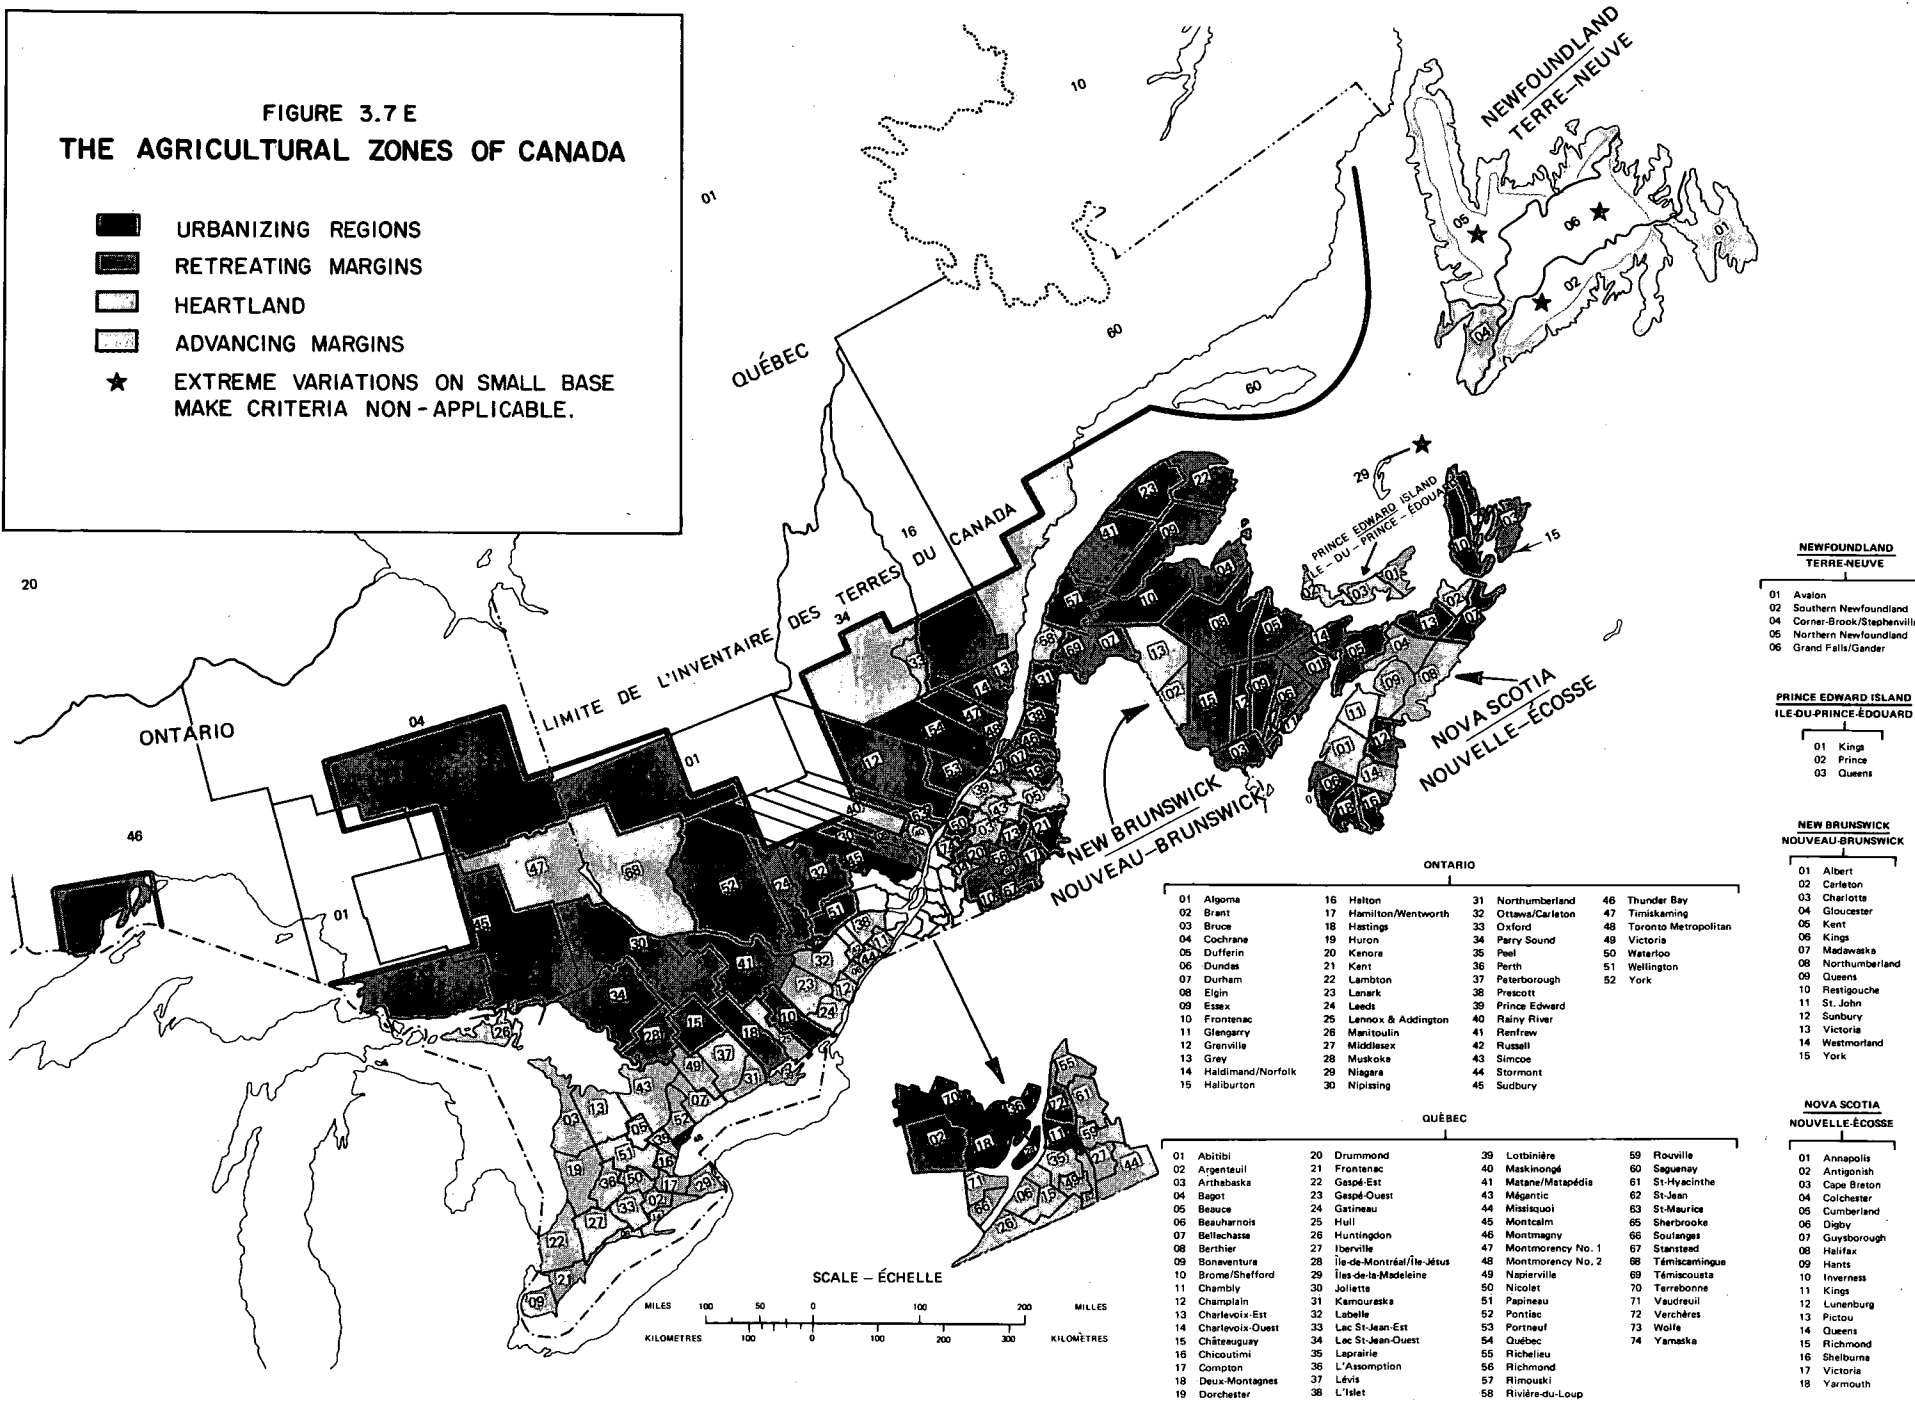 FIGURE 3.7 E
THE AGRICULTURAL ZONES OF CANADA
URBANIZING REGIONS
RETREATING MARGINS
HEARTLAND
ADVANCING MARGINS
EXTREME VARIATIONS ON SMALL BASE
MAKE CRITERIA NON-APPLICABLE.
NEWFOUNDLAND
TERRE-NEUVE
QUÉBEC
ONTARIO
LIMITE DE L'INVENTAIRE DES TERRES DU CANADA
PRINCE EDWARD ISLAND
ÎLE-DU-PRINCE-ÉDOUARD
NOVA SCOTIA
NOUVELLE-ÉCOSSE
NEW BRUNSWICK
NOUVEAU-BRUNSWICK
SCALE – ÉCHELLE
MILES 100 50 0 100 200 MILLES
KILOMETRES 100 0 100 200 300 KILOMÈTRES
NEWFOUNDLAND
TERRE-NEUVE
01 Avalon
02 Southern Newfoundland
04 Corner-Brook/Stephenville
05 Northern Newfoundland
06 Grand Falls/Gander
PRINCE EDWARD ISLAND
ILE-DU-PRINCE-ÉDOUARD
01 Kings
02 Prince
03 Queens
NEW BRUNSWICK
NOUVEAU-BRUNSWICK
01 Albert
02 Carleton
03 Charlotte
04 Gloucester
05 Kent
06 Kings
07 Madawaska
08 Northumberland
09 Queens
10 Restigouche
11 St. John
12 Sunbury
13 Victoria
14 Westmorland
15 York
NOVA SCOTIA
NOUVELLE-ÉCOSSE
01 Annapolis
02 Antigonish
03 Cape Breton
04 Colchester
05 Cumberland
06 Digby
07 Guysborough
08 Halifax
09 Hants
10 Inverness
11 Kings
12 Lunenburg
13 Pictou
14 Queens
15 Richmond
16 Shelburne
17 Victoria
18 Yarmouth
ONTARIO
01 Algoma
02 Brant
03 Bruce
04 Cochrane
05 Dufferin
06 Dundas
07 Durham
08 Elgin
09 Essex
10 Frontenac
11 Glengarry
12 Grenville
13 Grey
14 Haldimand/Norfolk
15 Haliburton
16 Halton
17 Hamilton/Wentworth
18 Hastings
19 Huron
20 Kenora
21 Kent
22 Lambton
23 Lanark
24 Leeds
25 Lennox & Addington
26 Manitoulin
27 Middlesex
28 Muskoka
29 Niagara
30 Nipissing
31 Northumberland
32 Ottawa/Carleton
33 Oxford
34 Parry Sound
35 Peel
36 Perth
37 Peterborough
38 Prescott
39 Prince Edward
40 Rainy River
41 Renfrew
42 Russell
43 Simcoe
44 Stormont
45 Sudbury
46 Thunder Bay
47 Timiskaming
48 Toronto Metropolitan
49 Victoria
50 Waterloo
51 Wellington
52 York
QUÉBEC
01 Abitibi
02 Argenteuil
03 Arthabaska
04 Bagot
05 Beauce
06 Beauharnois
07 Bellechasse
08 Berthier
09 Bonaventure
10 Brome/Shefford
11 Chambly
12 Champlain
13 Charlevoix-Est
14 Charlevoix-Ouest
15 Châteauguay
16 Chicoutimi
17 Compton
18 Deux-Montagnes
19 Dorchester
20 Drummond
21 Frontenac
22 Gaspé-Est
23 Gaspé-Ouest
24 Gatineau
25 Hull
26 Huntingdon
27 Iberville
28 Île-de-Montréal/Île-Jésus
29 Îles-de-la-Madeleine
30 Joliette
31 Kamouraska
32 Labelle
33 Lac St-Jean-Est
34 Lac St-Jean-Ouest
35 Laprairie
36 L'Assomption
37 Lévis
38 L'Islet
39 Lotbinière
40 Maskinongé
41 Matane/Matapédia
43 Mégantic
44 Missisquoi
45 Montcalm
46 Montmagny
47 Montmorency No. 1
48 Montmorency No. 2
49 Napierville
50 Nicolet
51 Papineau
52 Pontiac
53 Portneuf
54 Québec
55 Richelieu
56 Richmond
57 Rimouski
58 Rivière-du-Loup
59 Rouville
60 Saguenay
61 St-Hyacinthe
62 St-Jean
63 St-Maurice
65 Sherbrooke
66 Soulanges
67 Stanstead
68 Témiscamingue
69 Témiscouata
70 Terrebonne
71 Vaudreuil
72 Verchères
73 Wolfe
74 Yamaska